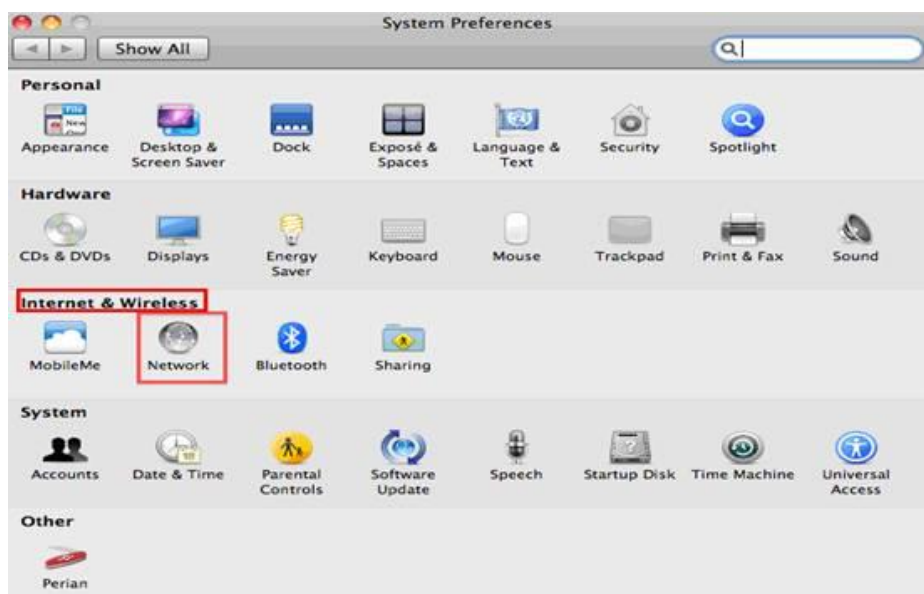 System Preferences
Show All
Personal
Appearance Desktop & Screen Saver Dock Exposé & Spaces Language & Text Security Spotlight
Hardware
CDs & DVDs Displays Energy Saver Keyboard Mouse Trackpad Print & Fax Sound
Internet & Wireless
MobileMe Network Bluetooth Sharing
System
Accounts Date & Time Parental Controls Software Update Speech Startup Disk Time Machine Universal Access
Other
Perian